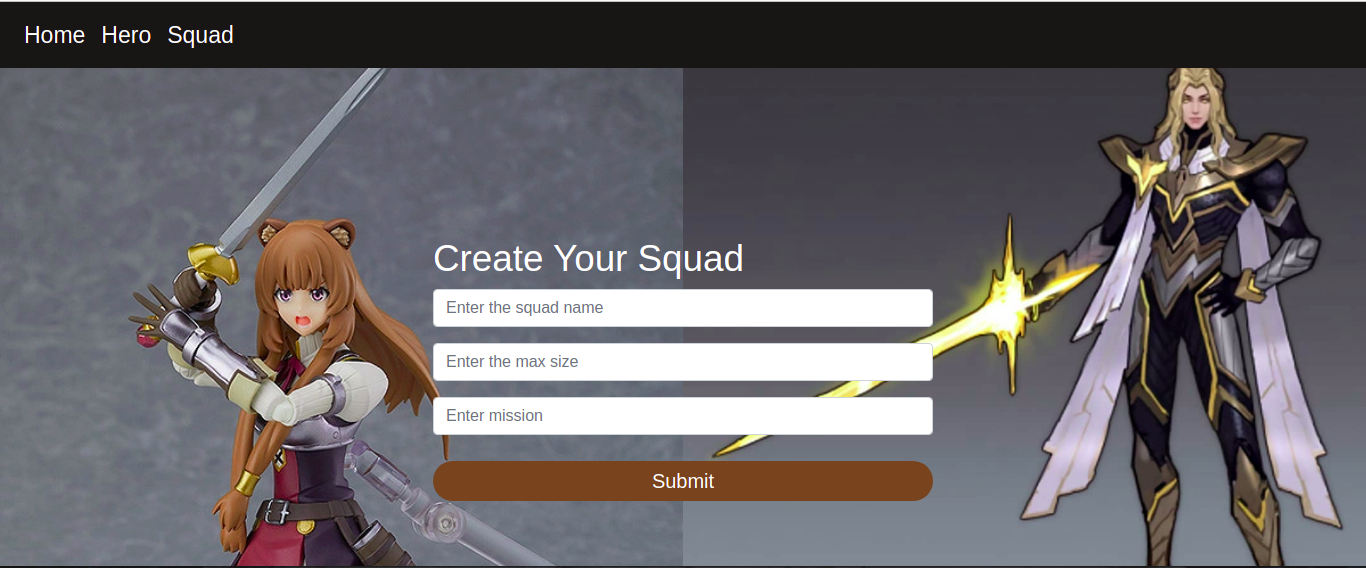 Home Hero Squad
Create Your Squad
Enter the squad name
Enter the max size
Enter mission
Submit